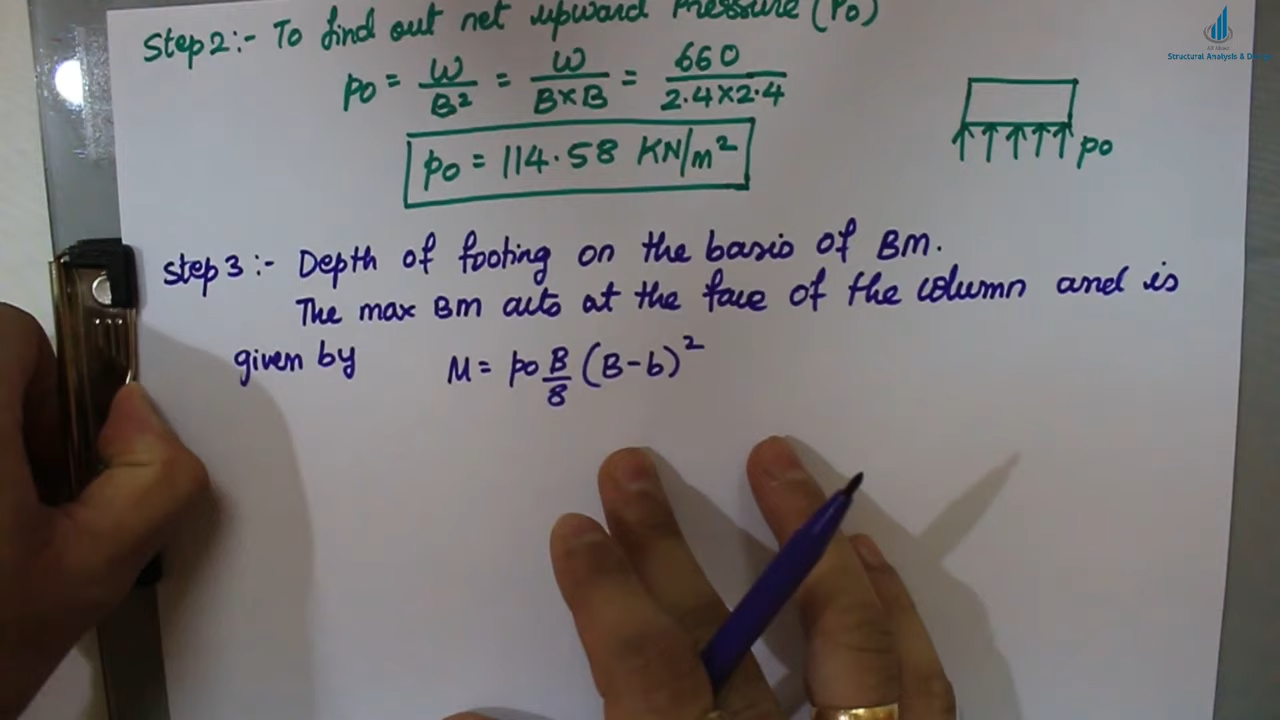 Step 2:- To find out net upward Pressure (Po)
po = W/B² = W/B×B = 660/2.4×2.4
po = 114.58 KN/m²
po
Step 3:- Depth of footing on the basis of BM.
The max BM acts at the face of the column and is
given by M = po B/8 (B-b)²
Structural Analysis &